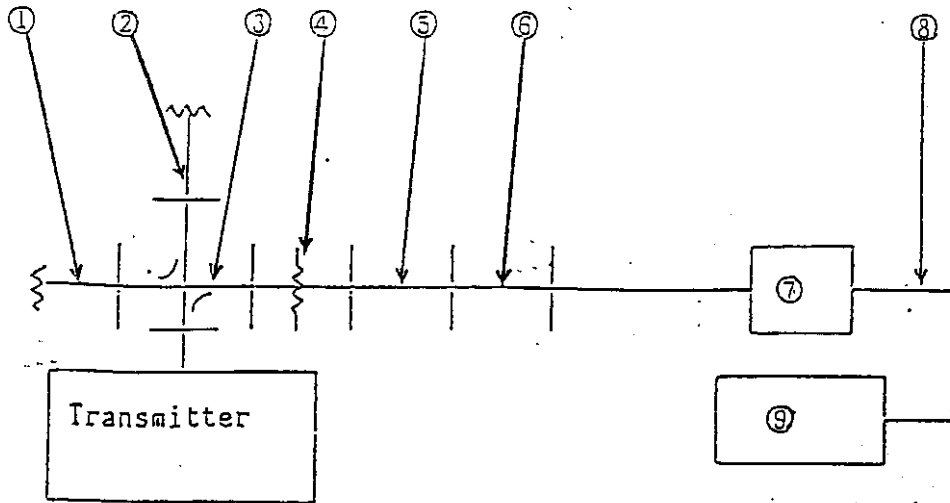 ① ② ③ ④ ⑤ ⑥ ⑧
⑦
Transmitter
⑨